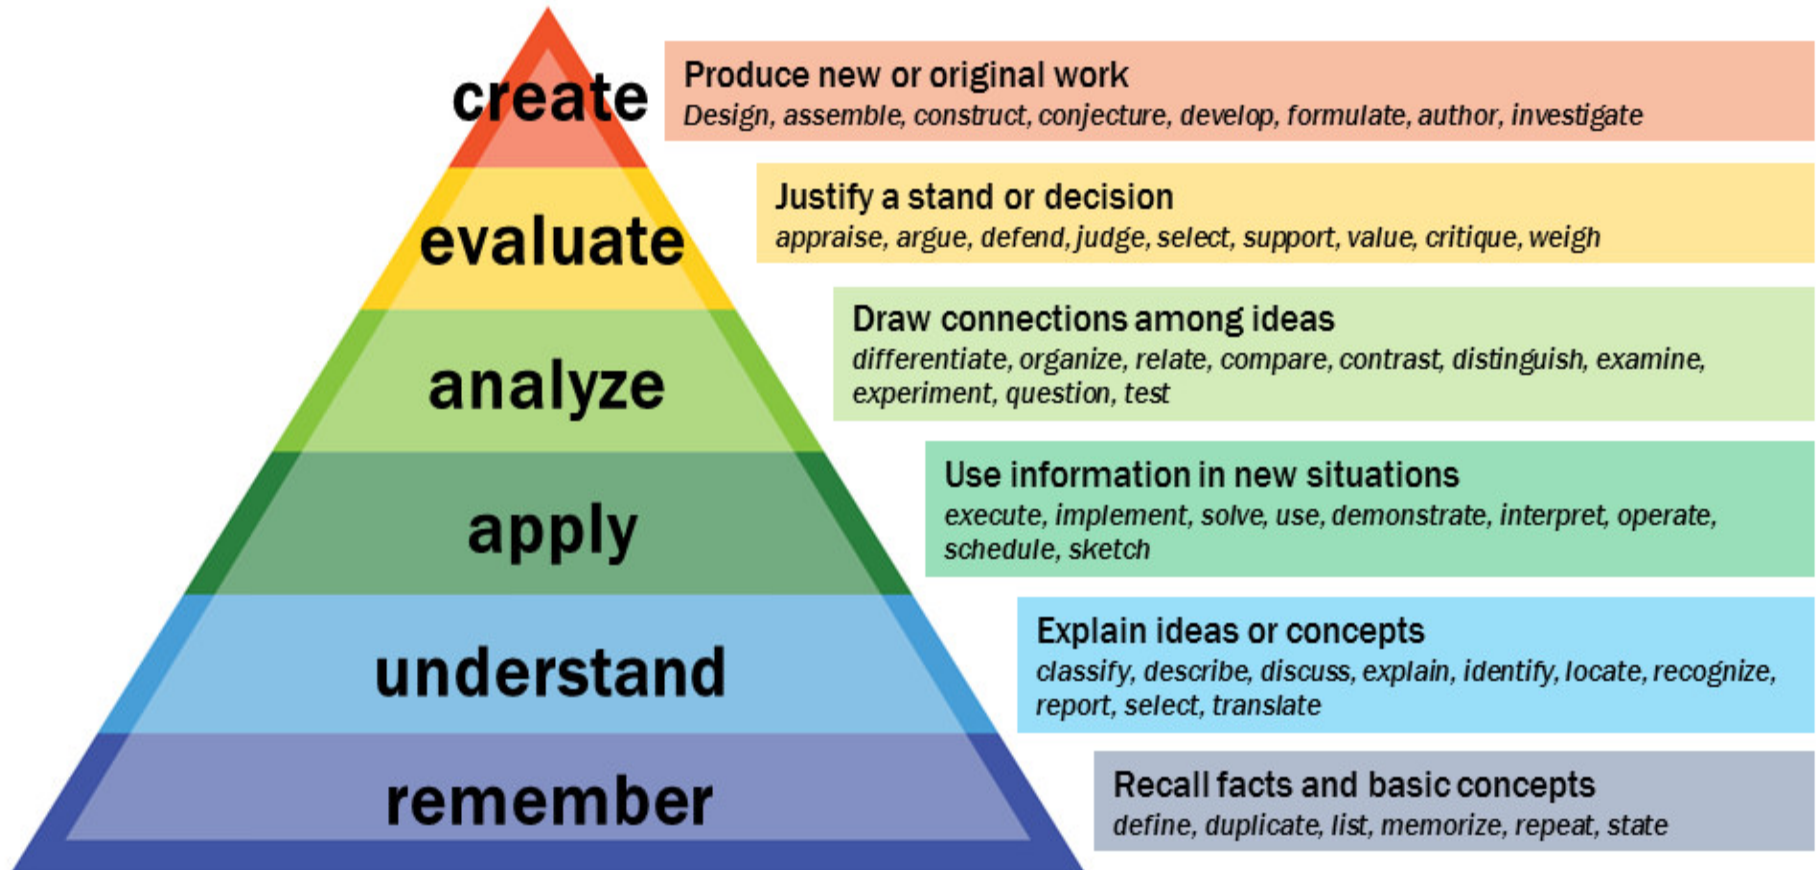 create
Produce new or original work
Design, assemble, construct, conjecture, develop, formulate, author, investigate
evaluate
Justify a stand or decision
appraise, argue, defend, judge, select, support, value, critique, weigh
analyze
Draw connections among ideas
differentiate, organize, relate, compare, contrast, distinguish, examine,
experiment, question, test
apply
Use information in new situations
execute, implement, solve, use, demonstrate, interpret, operate,
schedule, sketch
understand
Explain ideas or concepts
classify, describe, discuss, explain, identify, locate, recognize,
report, select, translate
remember
Recall facts and basic concepts
define, duplicate, list, memorize, repeat, state